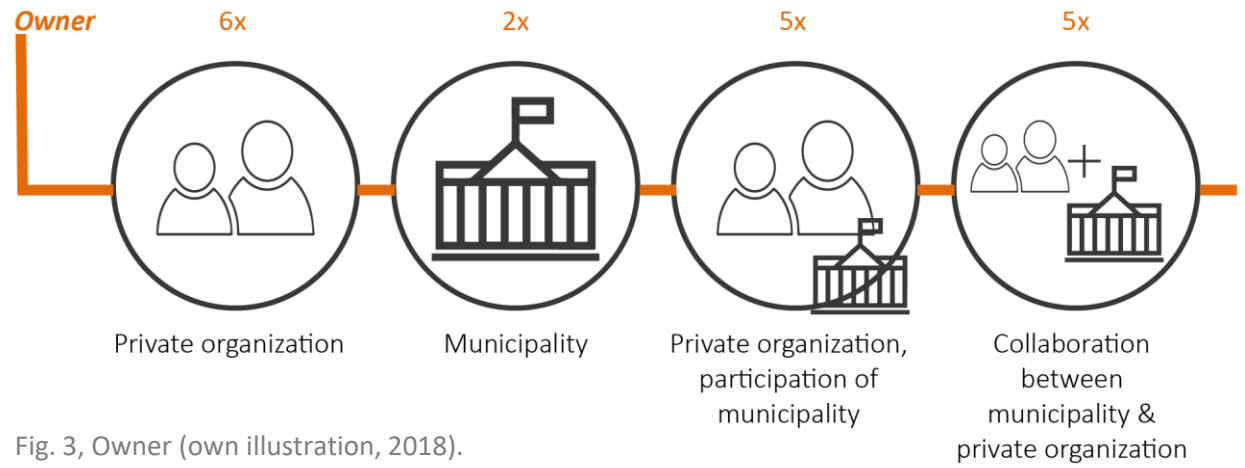 Owner 6x 2x 5x 5x
Private organization
Municipality
Private organization,
participation of
municipality
Collaboration
between
municipality &
private organization
Fig. 3, Owner (own illustration, 2018).